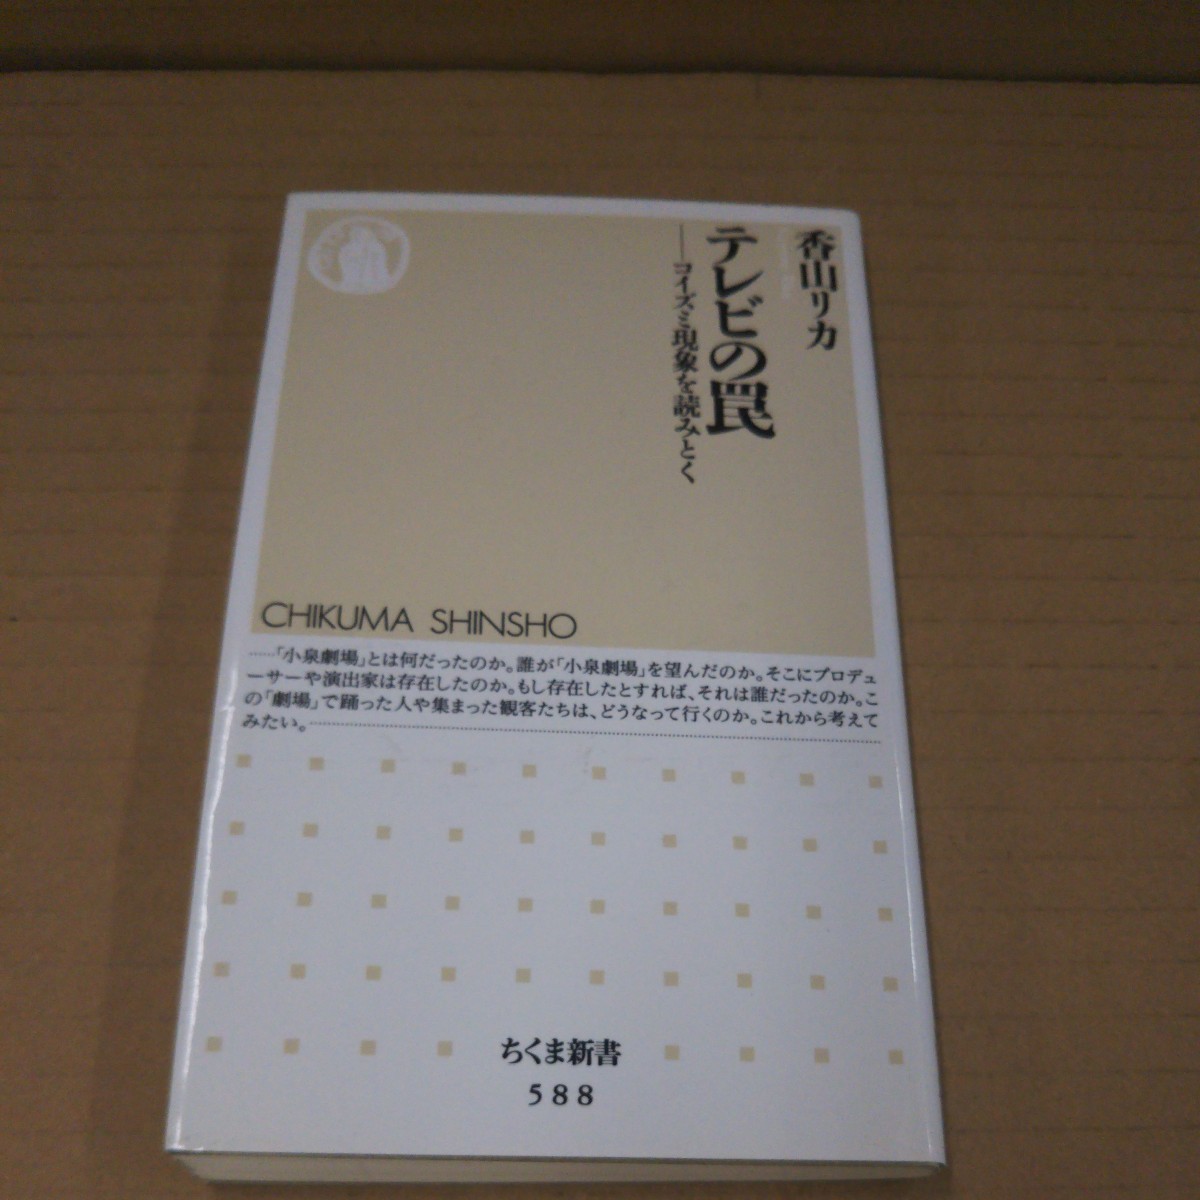 香山リカ
テレビの罠
──コイズミ現象を読みとく
CHIKUMA SHINSHO
……「小泉劇場」とは何だったのか。誰が「小泉劇場」を望んだのか。そこにプロデュ
ーサーや演出家は存在したのか。もし存在したとすれば、それは誰だったのか。こ
の「劇場」で踊った人や集まった観客たちは、どうなって行くのか。これから考えて
みたい。
ちくま新書
588